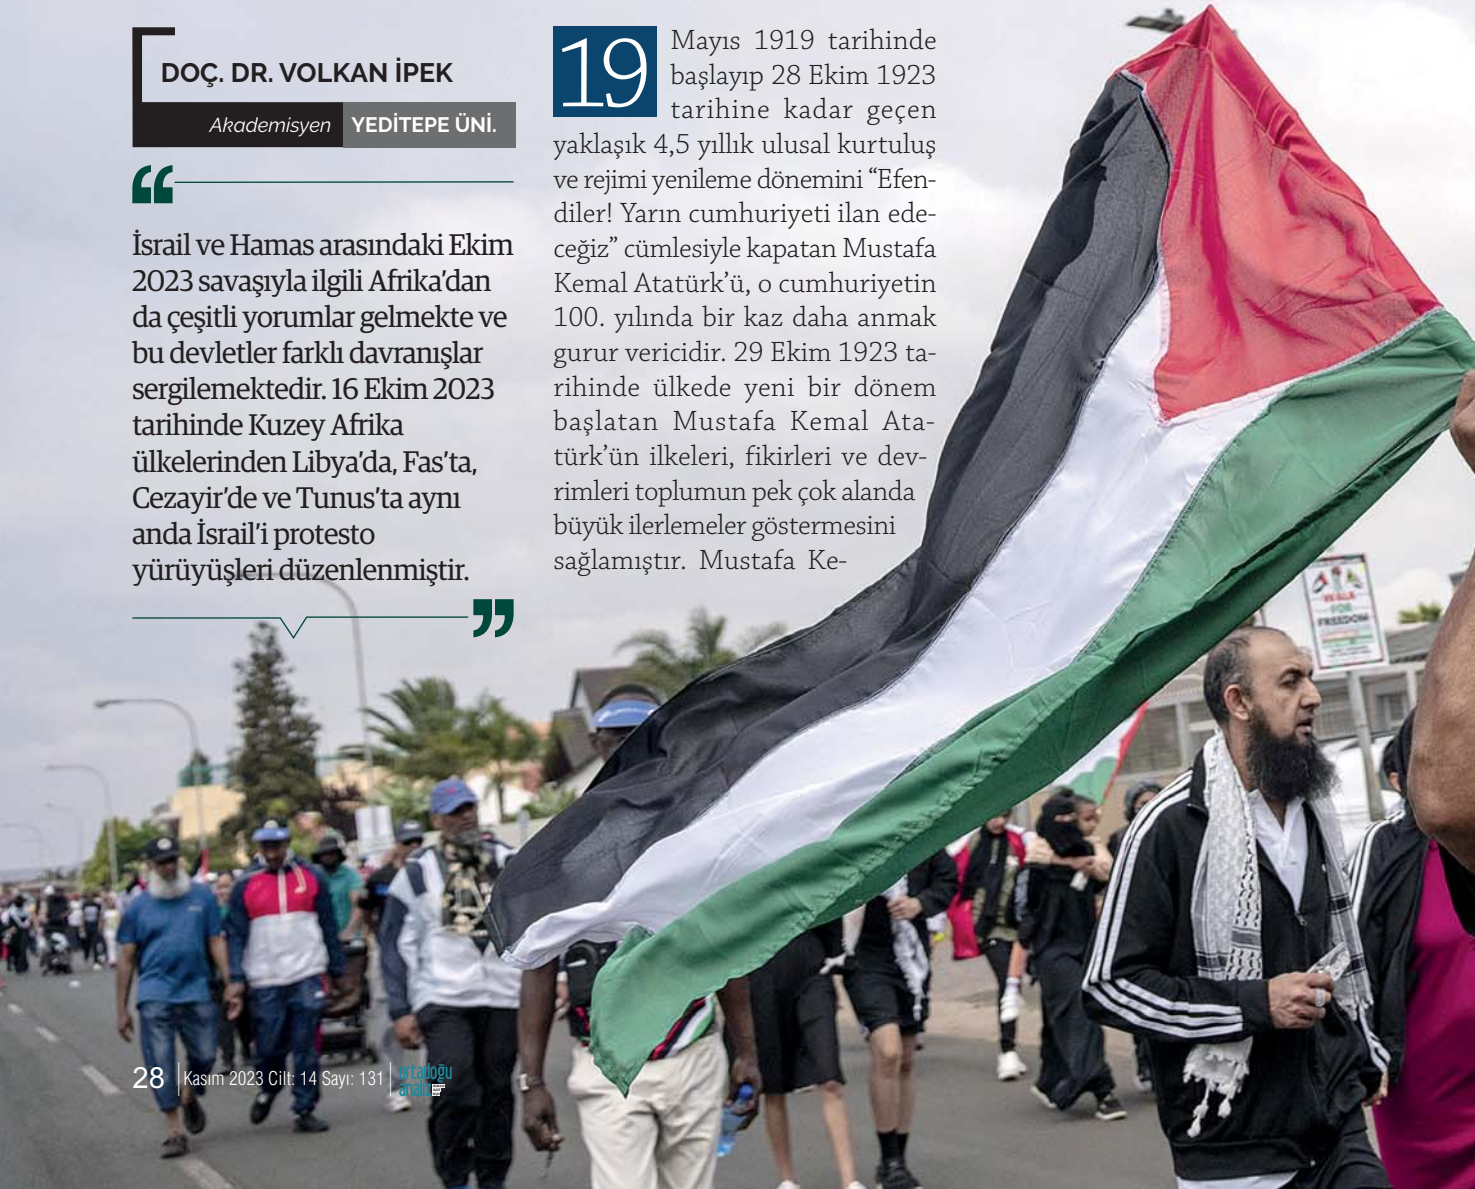 DOÇ. DR. VOLKAN İPEK
Akademisyen YEDİTEPE ÜNİ.
“
İsrail ve Hamas arasındaki Ekim
2023 savaşıyla ilgili Afrika’dan
da çeşitli yorumlar gelmekte ve
bu devletler farklı davranışlar
sergilemektedir. 16 Ekim 2023
tarihinde Kuzey Afrika
ülkelerinden Libya’da, Fas’ta,
Cezayir’de ve Tunus’ta aynı
anda İsrail’i protesto
yürüyüşleri düzenlenmiştir.
”
19 Mayıs 1919 tarihinde
başlayıp 28 Ekim 1923
tarihine kadar geçen
yaklaşık 4,5 yıllık ulusal kurtuluş
ve rejimi yenileme dönemini “Efen-
diler! Yarın cumhuriyeti ilan ede-
ceğiz” cümlesiyle kapatan Mustafa
Kemal Atatürk’ü, o cumhuriyetin
100. yılında bir kaz daha anmak
gurur vericidir. 29 Ekim 1923 ta-
rihinde ülkede yeni bir dönem
başlatan Mustafa Kemal Ata-
türk’ün ilkeleri, fikirleri ve dev-
rimleri toplumun pek çok alanda
büyük ilerlemeler göstermesini
sağlamıştır. Mustafa Ke-
WALK
FOR
FREEDOM
28 Kasım 2023 Cilt: 14 Sayı: 131 ortadoğu
analiz